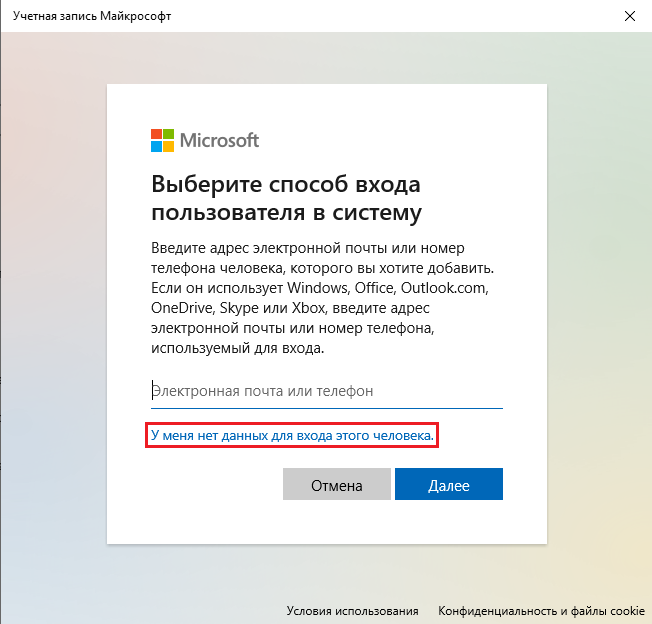 Учетная запись Майкрософт
Microsoft
Выберите способ входа
пользователя в систему
Введите адрес электронной почты или номер
телефона человека, которого вы хотите добавить.
Если он использует Windows, Office, Outlook.com,
OneDrive, Skype или Xbox, введите адрес
электронной почты или номер телефона,
используемый для входа.
Электронная почта или телефон
У меня нет данных для входа этого человека.
Отмена
Далее
Условия использования
Конфиденциальность и файлы cookie